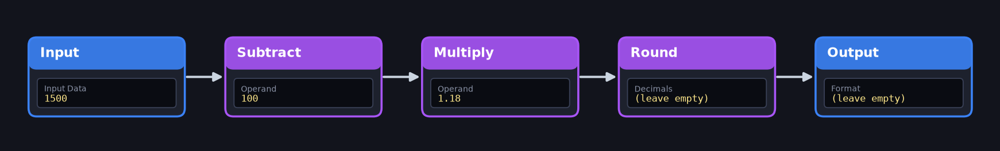 Input
Input Data
1500
Subtract
Operand
100
Multiply
Operand
1.18
Round
Decimals
(leave empty)
Output
Format
(leave empty)